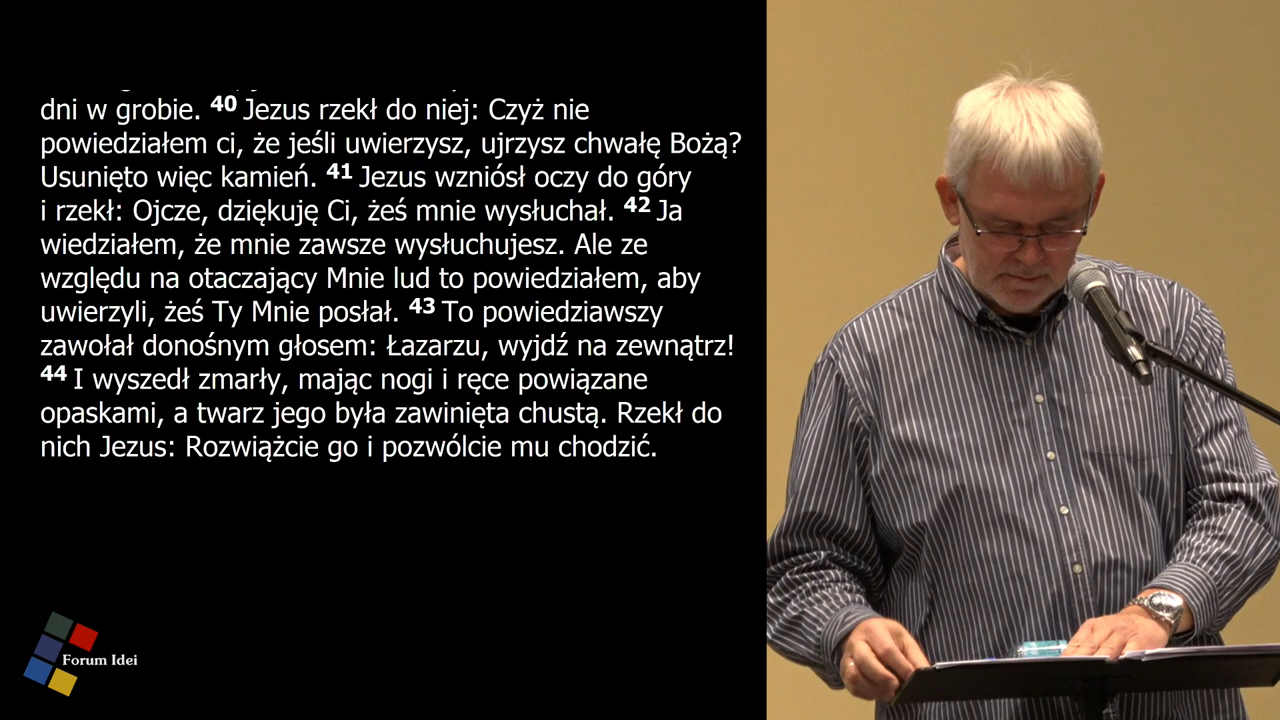 dni w grobie. 40 Jezus rzekł do niej: Czyż nie
powiedziałem ci, że jeśli uwierzysz, ujrzysz chwałę Bożą?
Usunięto więc kamień. 41 Jezus wzniósł oczy do góry
i rzekł: Ojcze, dziękuję Ci, żeś mnie wysłuchał. 42 Ja
wiedziałem, że mnie zawsze wysłuchujesz. Ale ze
względu na otaczający Mnie lud to powiedziałem, aby
uwierzyli, żeś Ty Mnie posłał. 43 To powiedziawszy
zawołał donośnym głosem: Łazarzu, wyjdź na zewnątrz!
44 I wyszedł zmarły, mając nogi i ręce powiązane
opaskami, a twarz jego była zawinięta chustą. Rzekł do
nich Jezus: Rozwiążcie go i pozwólcie mu chodzić.
Forum Idei